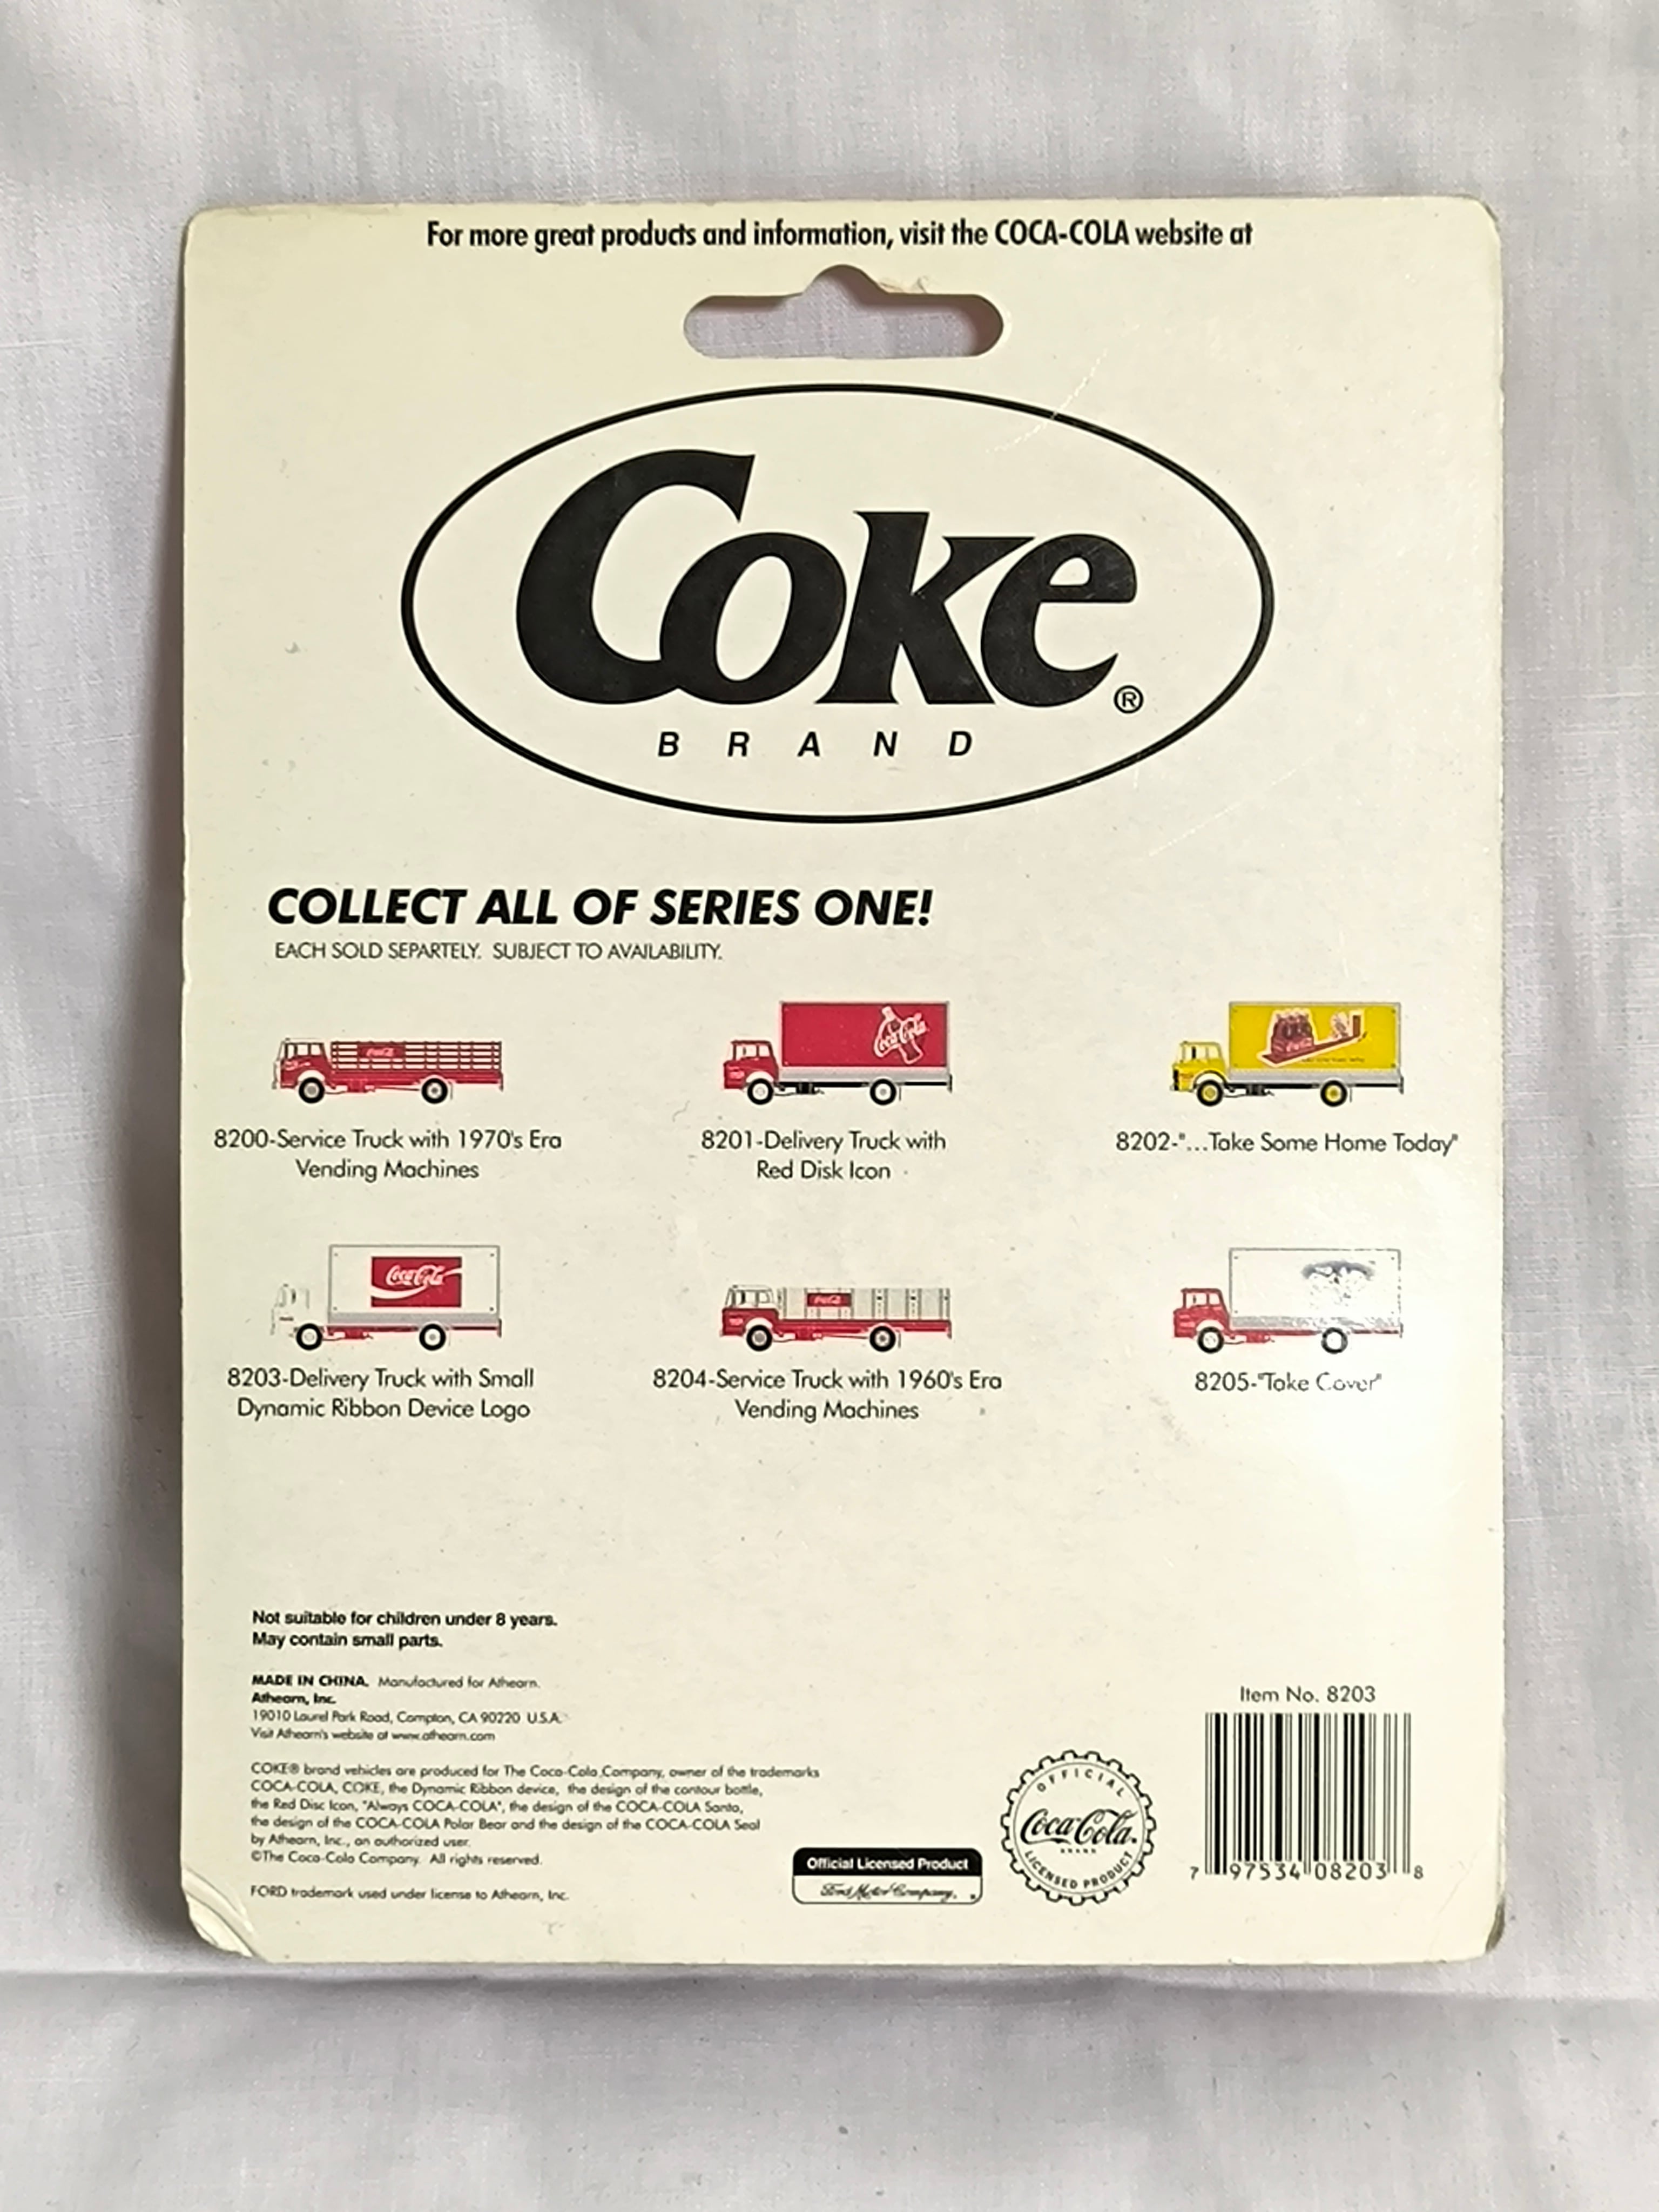 For more great products and information, visit the COCA-COLA website at
Coke®
BRAND
COLLECT ALL OF SERIES ONE!
EACH SOLD SEPARTELY. SUBJECT TO AVAILABILITY.
8200-Service Truck with 1970's Era
Vending Machines
Coca-Cola
8201-Delivery Truck with
Red Disk Icon
8202-"...Take Some Home Today"
Coca-Cola
8203-Delivery Truck with Small
Dynamic Ribbon Device Logo
8204-Service Truck with 1960's Era
Vending Machines
8205-"Take Cover"
Not suitable for children under 8 years.
May contain small parts.
MADE IN CHINA. Manufactured for Athearn.
Athearn, Inc.
19010 Laurel Park Road, Compton, CA 90220 U.S.A.
Visit Athearn's website at www.athearn.com
COKE® brand vehicles are produced for The Coca-Cola Company, owner of the trademarks
COCA-COLA, COKE, the Dynamic Ribbon device, the design of the contour bottle,
the Red Disc Icon, "Always COCA-COLA", the design of the COCA-COLA Santa,
the design of the COCA-COLA Polar Bear and the design of the COCA-COLA Seal
by Athearn, Inc., an authorized user.
©The Coca-Cola Company. All rights reserved.
FORD trademark used under license to Athearn, Inc.
Official Licensed Product
Ford Motor Company.
OFFICIAL
Coca-Cola
BRAND
LICENSED PRODUCT
Item No. 8203
7 97534 08203 8